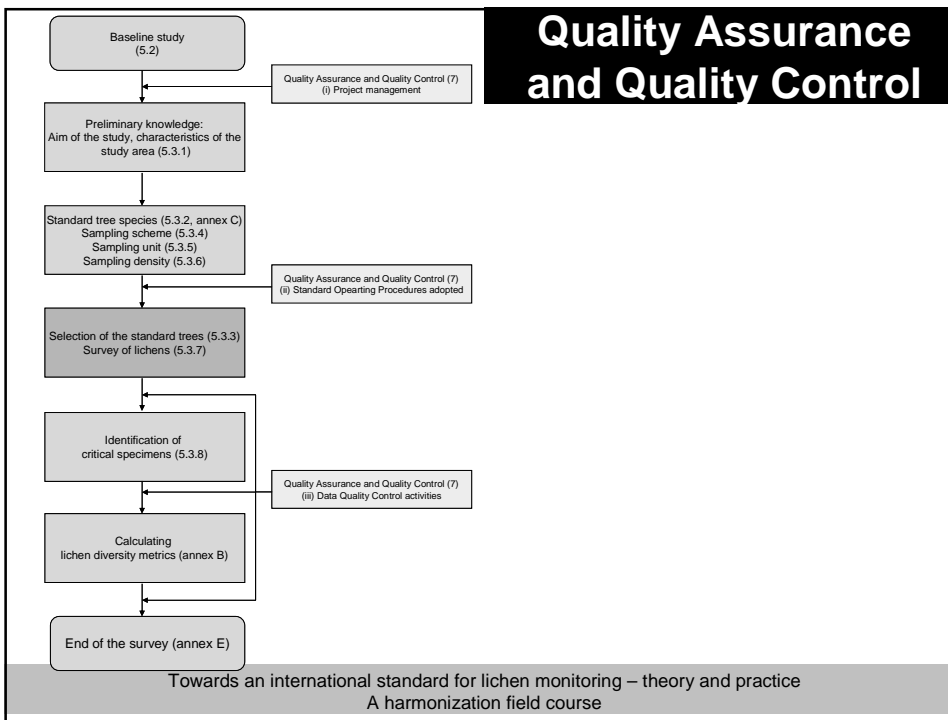 Quality Assurance
and Quality Control
Baseline study
(5.2)
Quality Assurance and Quality Control (7)
(i) Project management
Preliminary knowledge:
Aim of the study, characteristics of the
study area (5.3.1)
Standard tree species (5.3.2, annex C)
Sampling scheme (5.3.4)
Sampling unit (5.3.5)
Sampling density (5.3.6)
Quality Assurance and Quality Control (7)
(ii) Standard Opearting Procedures adopted
Selection of the standard trees (5.3.3)
Survey of lichens (5.3.7)
Identification of
critical specimens (5.3.8)
Quality Assurance and Quality Control (7)
(iii) Data Quality Control activities
Calculating
lichen diversity metrics (annex B)
End of the survey (annex E)
Towards an international standard for lichen monitoring – theory and practice
A harmonization field course